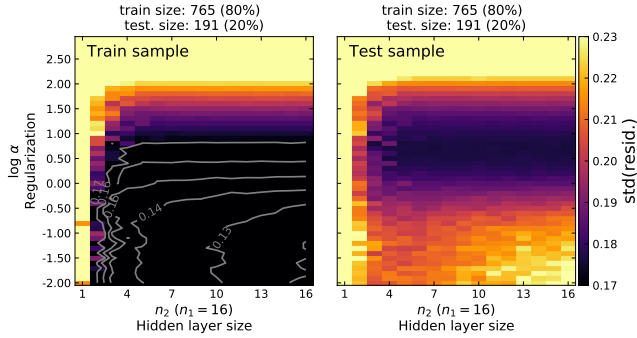 train size: 765 (80%)
test. size: 191 (20%)
train size: 765 (80%)
test. size: 191 (20%)
Train sample
Test sample
log α
Regularization
2.50
2.00
1.50
1.00
0.50
0.00
-0.50
-1.00
-1.50
-2.00
0.17
0.16
0.14
0.13
1 4 7 10 13 16
n₂ (n₁ = 16)
Hidden layer size
1 4 7 10 13 16
n₂ (n₁ = 16)
Hidden layer size
0.23
0.22
0.21
0.20
0.19
0.18
0.17
std(resid.)